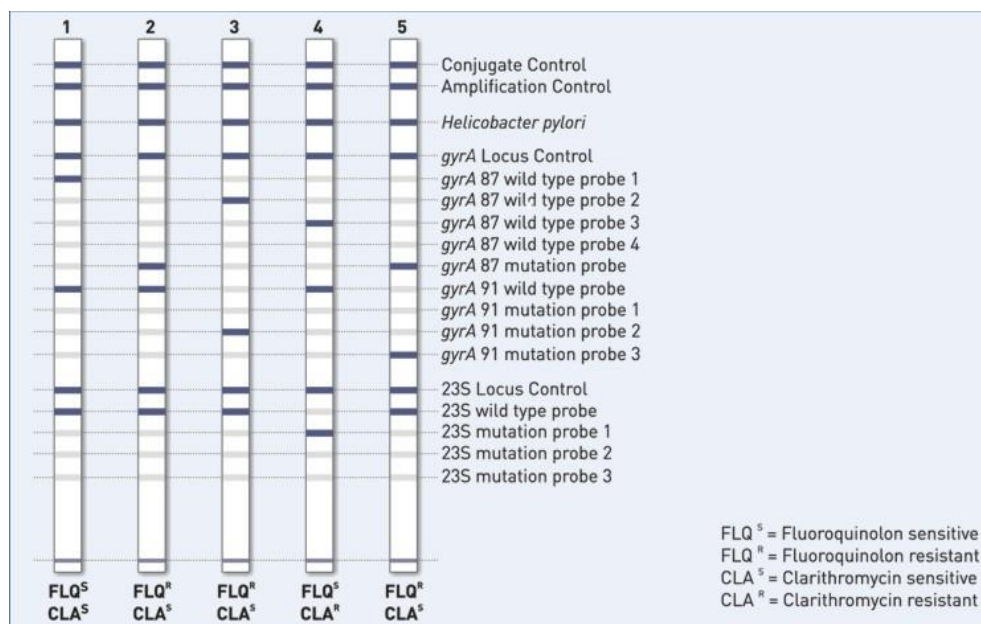 1 2 3 4 5
Conjugate Control
Amplification Control
Helicobacter pylori
gyrA Locus Control
gyrA 87 wild type probe 1
gyrA 87 wild type probe 2
gyrA 87 wild type probe 3
gyrA 87 wild type probe 4
gyrA 87 mutation probe
gyrA 91 wild type probe
gyrA 91 mutation probe 1
gyrA 91 mutation probe 2
gyrA 91 mutation probe 3
23S Locus Control
23S wild type probe
23S mutation probe 1
23S mutation probe 2
23S mutation probe 3
FLQ S = Fluoroquinolon sensitive
FLQ R = Fluoroquinolon resistant
CLA S = Clarithromycin sensitive
CLA R = Clarithromycin resistant
FLQS FLQR FLQR FLQS FLQR
CLAS CLAS CLAS CLAR CLAS